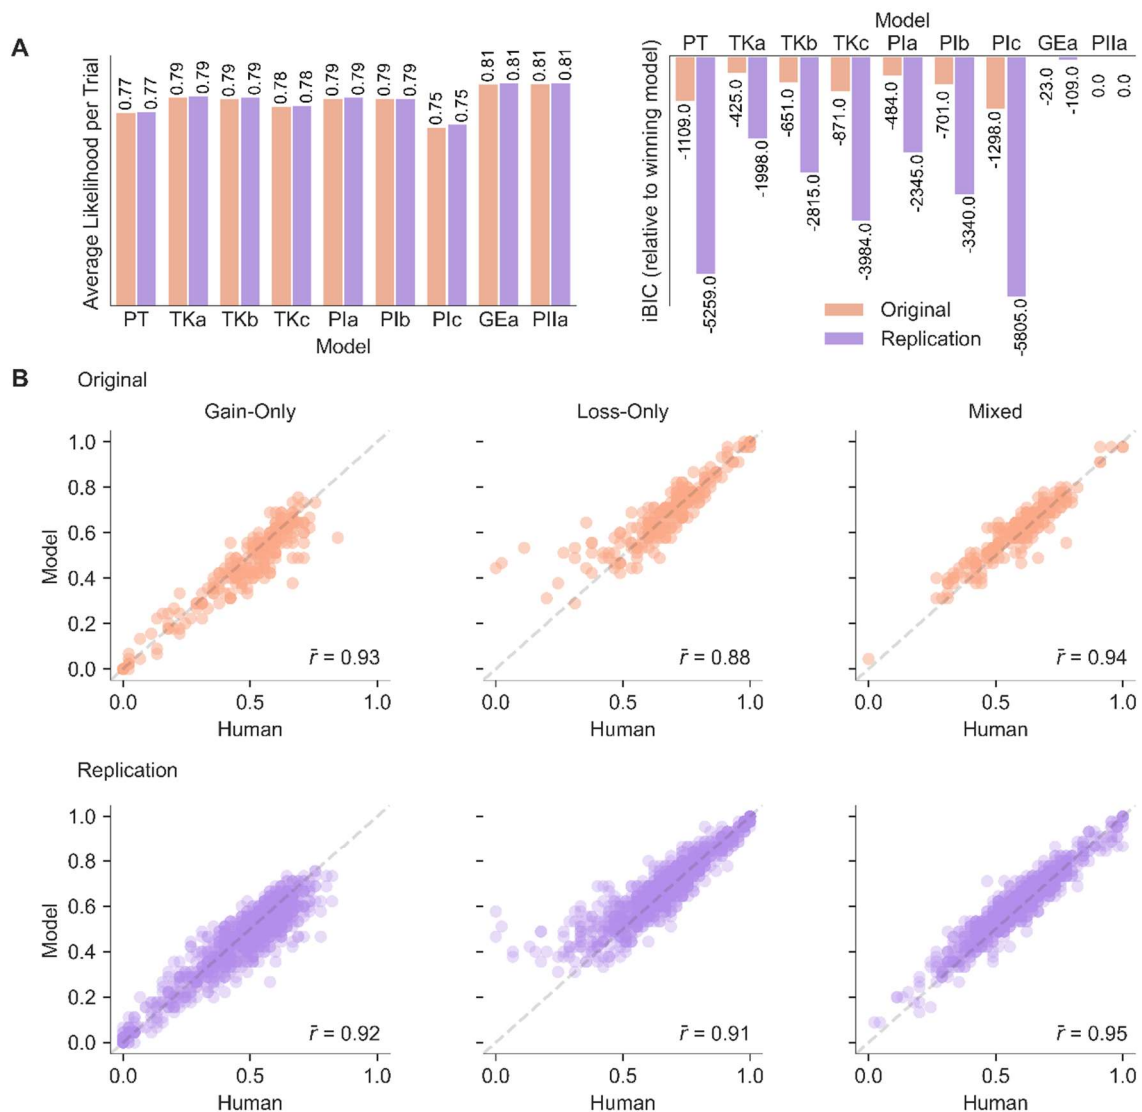 A
Average Likelihood per Trial
0.77 0.77 0.79 0.79 0.79 0.79 0.78 0.78 0.79 0.79 0.79 0.79 0.75 0.75 0.81 0.81 0.81 0.81
PT TKa TKb TKc PIa PIb PIc GEa PIIa
Model
Model
PT TKa TKb TKc PIa PIb PIc GEa PIIa
iBIC (relative to winning model)
-1109.0 -5259.0 -425.0 -1998.0 -651.0 -2815.0 -871.0 -3984.0 -484.0 -2345.0 -701.0 -3340.0 -1298.0 -5805.0 -23.0 -109.0 0.0 0.0
Original
Replication
B
Original
Gain-Only
Loss-Only
Mixed
Model
1.0
0.8
0.6
0.4
0.2
0.0
r̄ = 0.93
r̄ = 0.88
r̄ = 0.94
0.0 0.5 1.0
0.0 0.5 1.0
0.0 0.5 1.0
Human
Human
Human
Replication
Model
1.0
0.8
0.6
0.4
0.2
0.0
r̄ = 0.92
r̄ = 0.91
r̄ = 0.95
0.0 0.5 1.0
0.0 0.5 1.0
0.0 0.5 1.0
Human
Human
Human